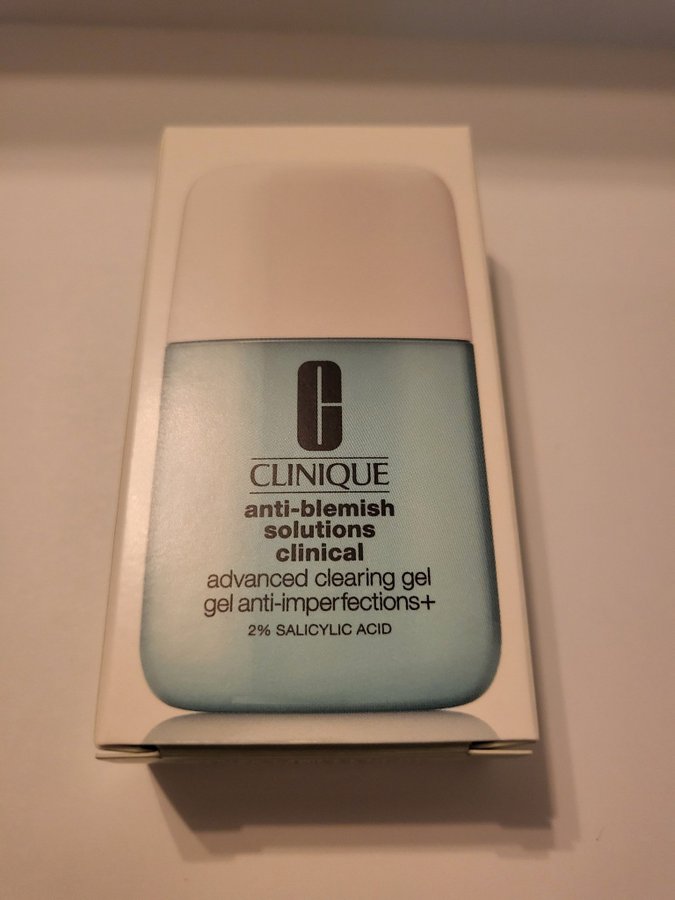 C
CLINIQUE
anti-blemish
solutions
clinical
advanced clearing gel
gel anti-imperfections+
2% SALICYLIC ACID